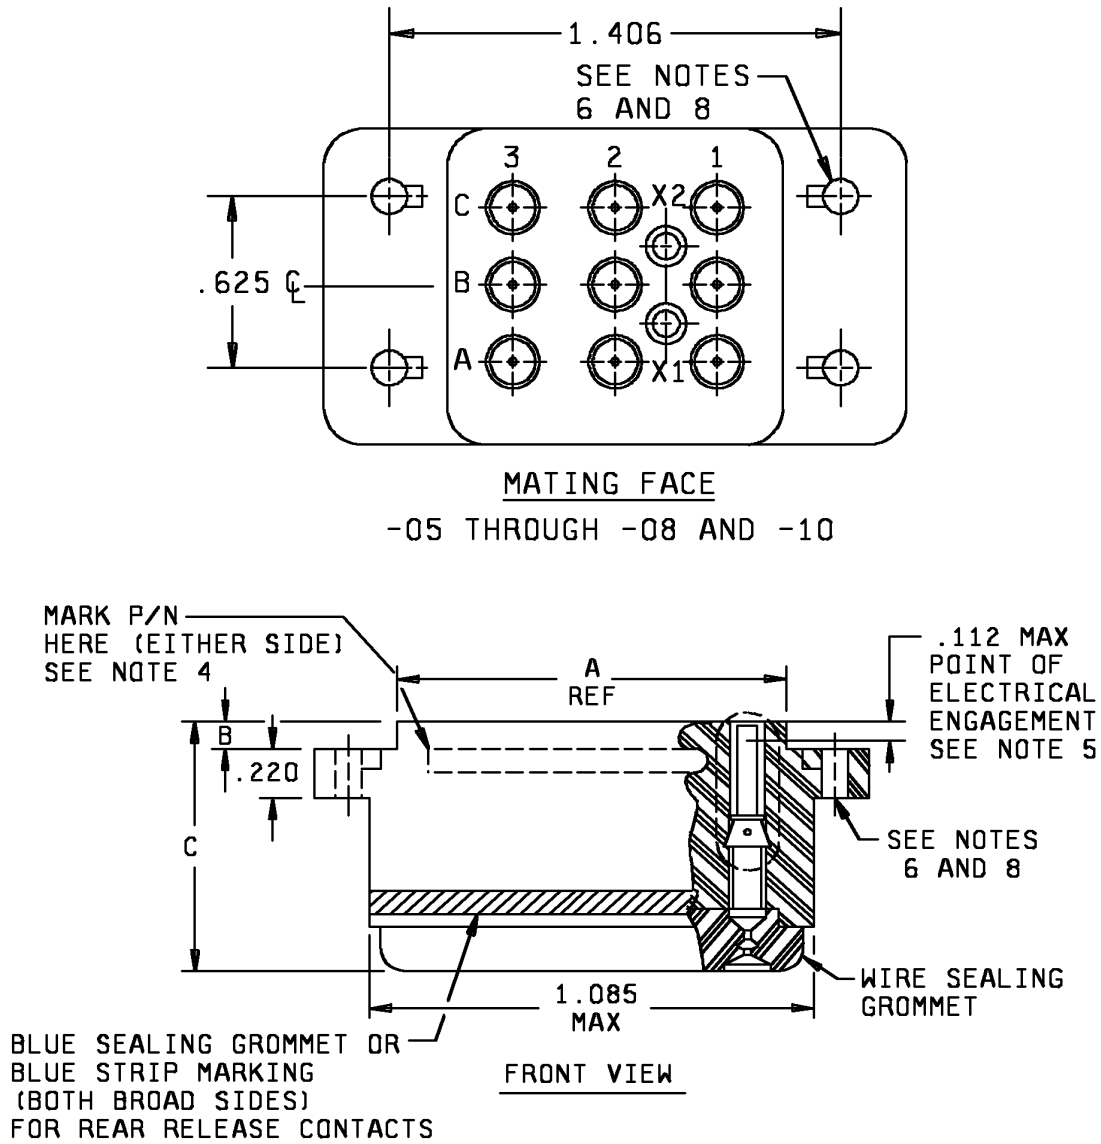 1.406
SEE NOTES
6 AND 8
3 2 1
C X2
.625 ℄ B
A X1
MATING FACE
-05 THROUGH -08 AND -10
MARK P/N
HERE (EITHER SIDE)
SEE NOTE 4
A
REF
.112 MAX
POINT OF
ELECTRICAL
ENGAGEMENT
SEE NOTE 5
B
.220
C
SEE NOTES
6 AND 8
WIRE SEALING
GROMMET
1.085
MAX
BLUE SEALING GROMMET OR
BLUE STRIP MARKING
(BOTH BROAD SIDES)
FOR REAR RELEASE CONTACTS
FRONT VIEW